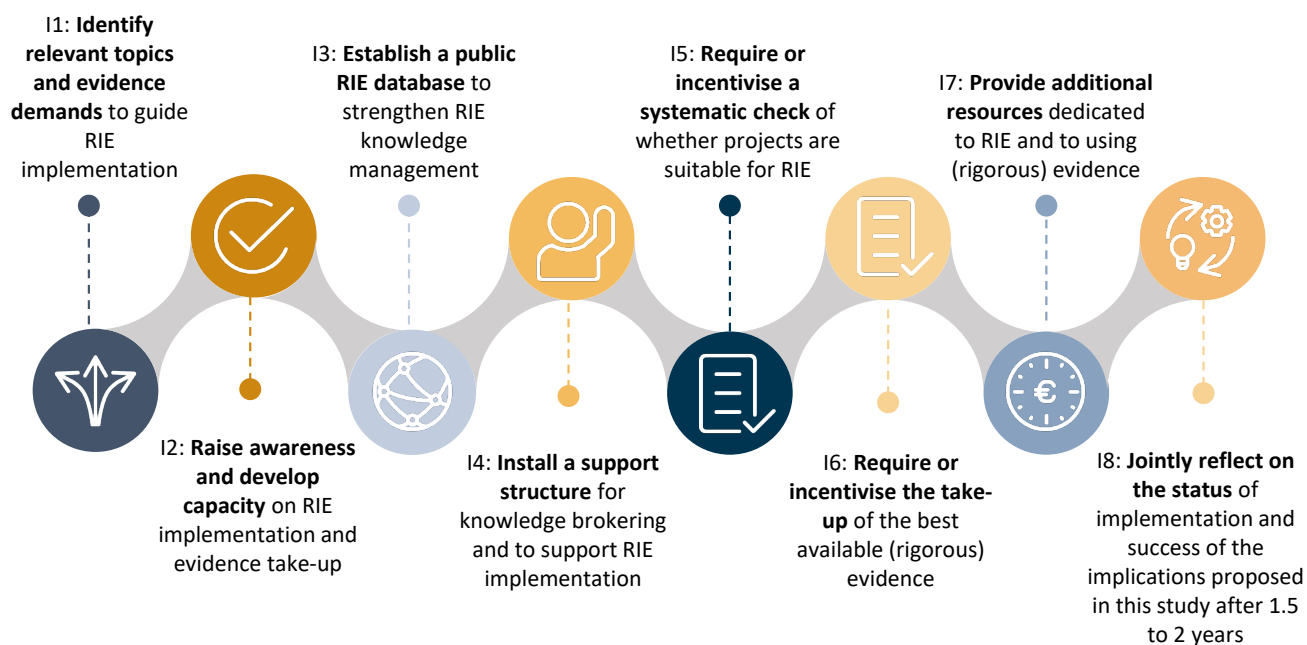 I1: Identify
relevant topics
and evidence
demands to guide
RIE
implementation
I2: Raise awareness
and develop
capacity on RIE
implementation and
evidence take-up
I3: Establish a public
RIE database to
strengthen RIE
knowledge
management
I4: Install a support
structure for
knowledge brokering
and to support RIE
implementation
I5: Require or
incentivise a
systematic check of
whether projects are
suitable for RIE
I6: Require or
incentivise the take-
up of the best
available (rigorous)
evidence
I7: Provide additional
resources dedicated
to RIE and to using
(rigorous) evidence
€
I8: Jointly reflect on
the status of
implementation and
success of the
implications proposed
in this study after 1.5
to 2 years